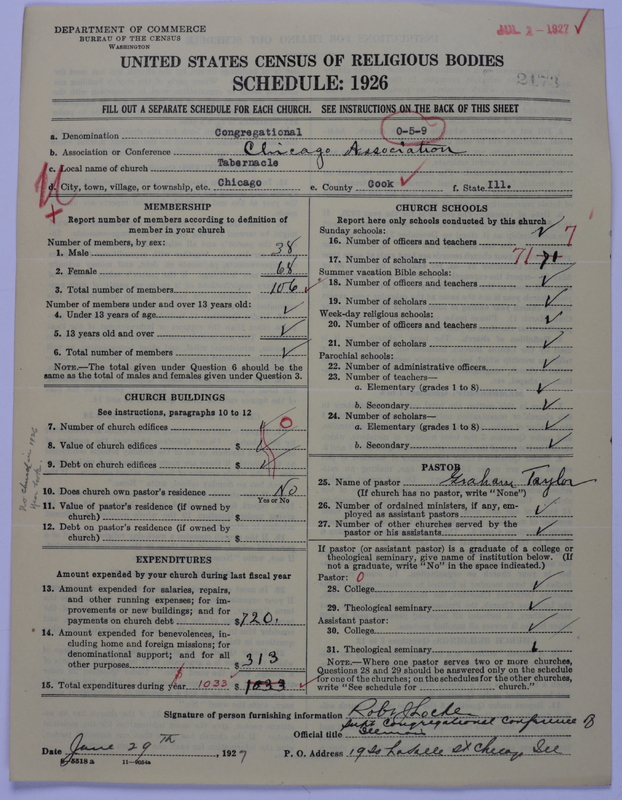 DEPARTMENT OF COMMERCE
BUREAU OF THE CENSUS
WASHINGTON
JUL 2 - 1927
UNITED STATES CENSUS OF RELIGIOUS BODIES
SCHEDULE: 1926
FILL OUT A SEPARATE SCHEDULE FOR EACH CHURCH. SEE INSTRUCTIONS ON THE BACK OF THIS SHEET
a. Denomination Congregational 0-5-9
b. Association or Conference Chicago Association
c. Local name of church Tabernacle
d. City, town, village, or township, etc. Chicago e. County Cook f. State Ill.
MEMBERSHIP
Report number of members according to definition of
member in your church
Number of members, by sex:
1. Male 38
2. Female 68
3. Total number of members 106
Number of members under and over 13 years old:
4. Under 13 years of age
5. 13 years old and over
6. Total number of members
NOTE.—The total given under Question 6 should be the
same as the total of males and females given under Question 3.
CHURCH BUILDINGS
See instructions, paragraphs 10 to 12
7. Number of church edifices 0
8. Value of church edifices $
9. Debt on church edifices $
10. Does church own pastor's residence No
Yes or No
11. Value of pastor's residence (if owned by
church) $
12. Debt on pastor's residence (if owned by
church) $
EXPENDITURES
Amount expended by your church during last fiscal year
13. Amount expended for salaries, repairs,
and other running expenses; for im-
provements or new buildings; and for
payments on church debt $720.
14. Amount expended for benevolences, in-
cluding home and foreign missions; for
denominational support; and for all
other purposes $313
15. Total expenditures during year $1033 $1033
CHURCH SCHOOLS
Report here only schools conducted by this church
Sunday schools:
16. Number of officers and teachers 7
17. Number of scholars 71 71
Summer vacation Bible schools:
18. Number of officers and teachers
19. Number of scholars
Week-day religious schools:
20. Number of officers and teachers
21. Number of scholars
Parochial schools:
22. Number of administrative officers
23. Number of teachers—
a. Elementary (grades 1 to 8)
b. Secondary
24. Number of scholars—
a. Elementary (grades 1 to 8)
b. Secondary
PASTOR
25. Name of pastor Graham Taylor
(If church has no pastor, write "None")
26. Number of ordained ministers, if any, em-
ployed as assistant pastors
27. Number of other churches served by the
pastor or his assistants
If pastor (or assistant pastor) is a graduate of a college or
theological seminary, give name of institution below. (If
not a graduate, write "No" in the space indicated.)
Pastor: 0
28. College
29. Theological seminary
Assistant pastor:
30. College
31. Theological seminary
NOTE.—Where one pastor serves two or more churches,
Questions 28 and 29 should be answered only on the schedule
for one of the churches; on the schedules for the other churches,
write "See schedule for church."
Signature of person furnishing information Robt J Locke
Official title Supt Congregational Conference of
Illinois
Date June 29TH, 1927 P. O. Address 19 So LaSalle St Chicago Ill